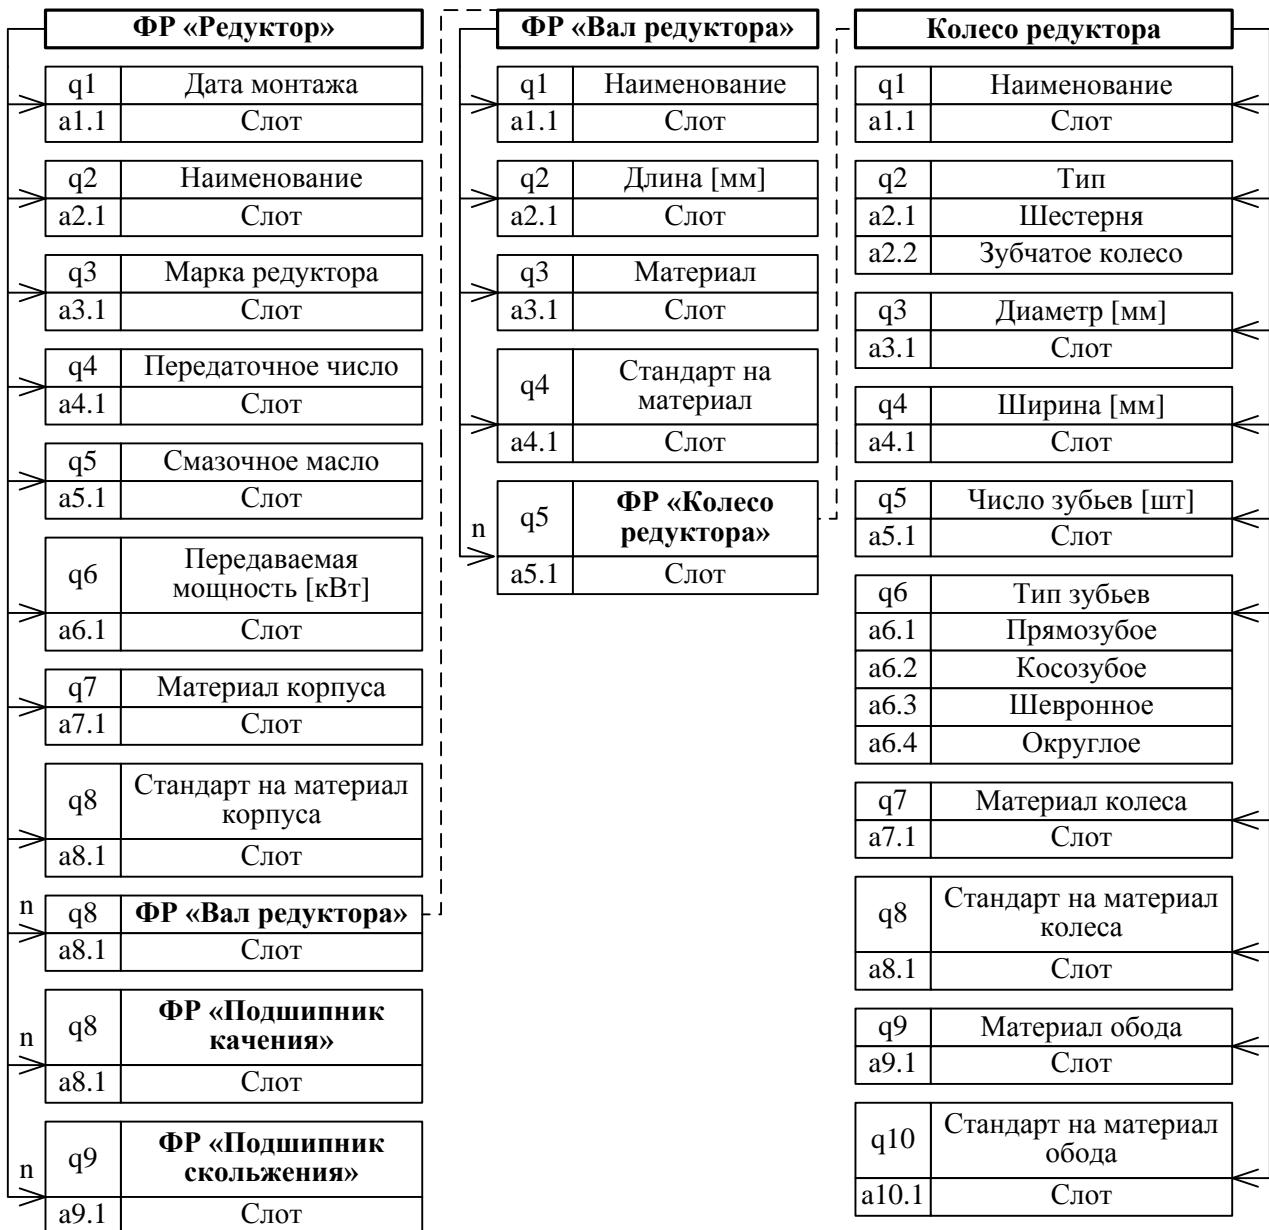 ФР «Редуктор»
q1 Дата монтажа
a1.1 Слот
q2 Наименование
a2.1 Слот
q3 Марка редуктора
a3.1 Слот
q4 Передаточное число
a4.1 Слот
q5 Смазочное масло
a5.1 Слот
q6 Передаваемая
мощность [кВт]
a6.1 Слот
q7 Материал корпуса
a7.1 Слот
q8 Стандарт на материал
корпуса
a8.1 Слот
n
q8 ФР «Вал редуктора»
a8.1 Слот
n
q8 ФР «Подшипник
качения»
a8.1 Слот
n
q9 ФР «Подшипник
скольжения»
a9.1 Слот
ФР «Вал редуктора»
q1 Наименование
a1.1 Слот
q2 Длина [мм]
a2.1 Слот
q3 Материал
a3.1 Слот
q4 Стандарт на
материал
a4.1 Слот
n
q5 ФР «Колесо
редуктора»
a5.1 Слот
Колесо редуктора
q1 Наименование
a1.1 Слот
q2 Тип
a2.1 Шестерня
a2.2 Зубчатое колесо
q3 Диаметр [мм]
a3.1 Слот
q4 Ширина [мм]
a4.1 Слот
q5 Число зубьев [шт]
a5.1 Слот
q6 Тип зубьев
a6.1 Прямозубое
a6.2 Косозубое
a6.3 Шевронное
a6.4 Округлое
q7 Материал колеса
a7.1 Слот
q8 Стандарт на материал
колеса
a8.1 Слот
q9 Материал обода
a9.1 Слот
q10 Стандарт на материал
обода
a10.1 Слот